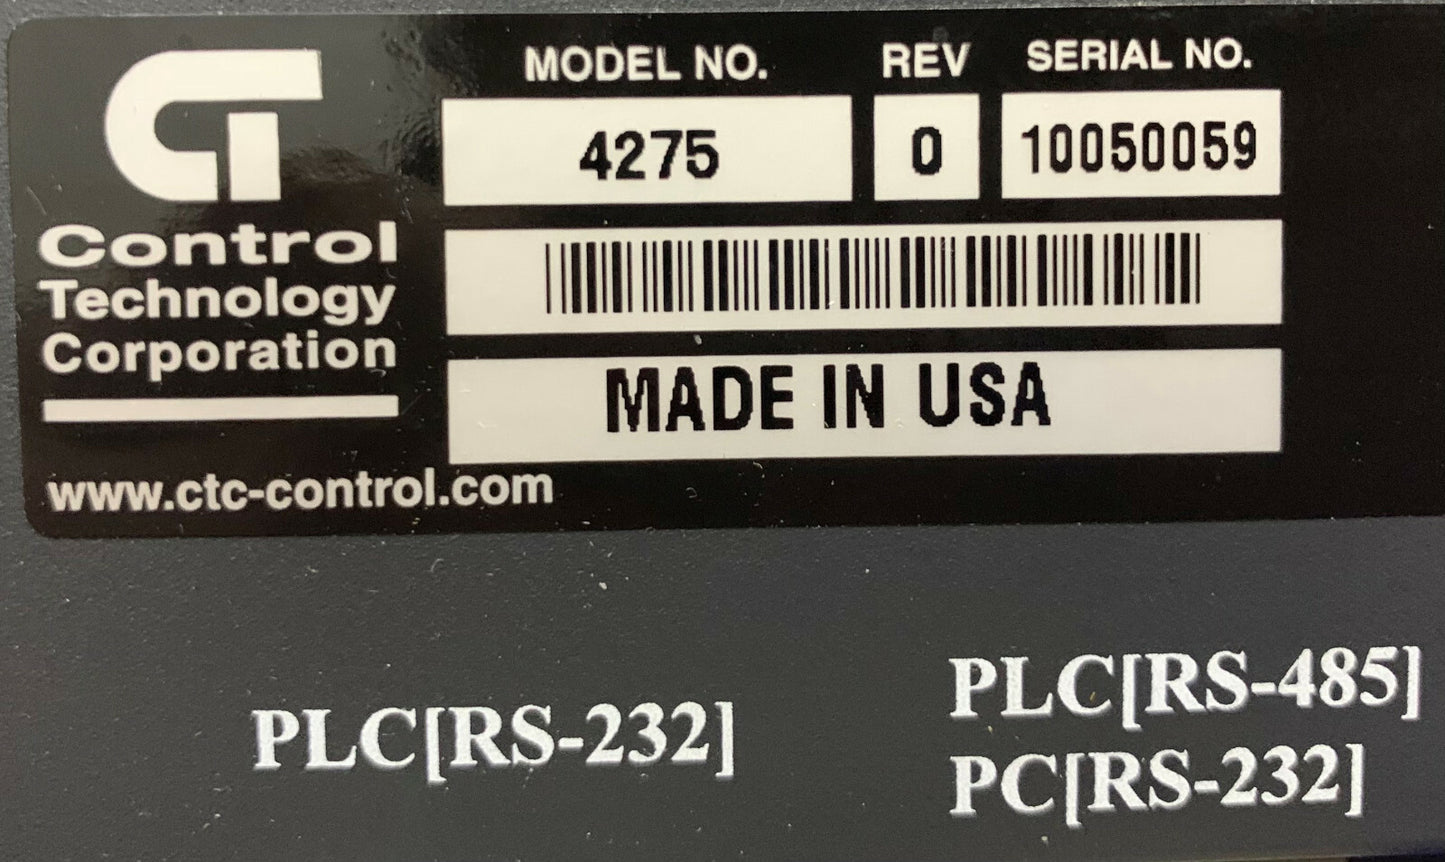 MODEL NO. REV SERIAL NO.
4275 0 10050059
Control
Technology
Corporation
MADE IN USA
www.ctc-control.com
PLC[RS-232]
PLC[RS-485]
PC[RS-232]